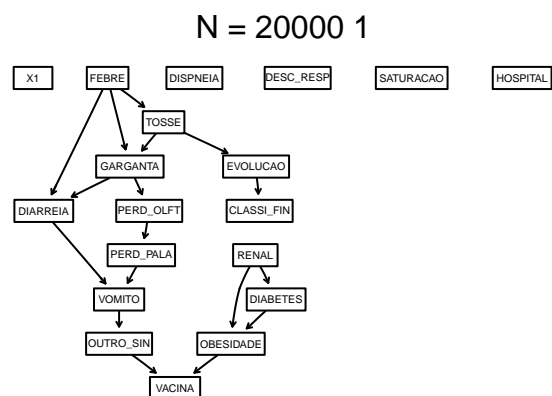 N = 20000 1
X1 FEBRE DISPNEIA DESC_RESP SATURACAO HOSPITAL
TOSSE
GARGANTA EVOLUCAO
DIARREIA PERD_OLFT CLASSI_FIN
PERD_PALA RENAL
VOMITO DIABETES
OUTRO_SIN OBESIDADE
VACINA